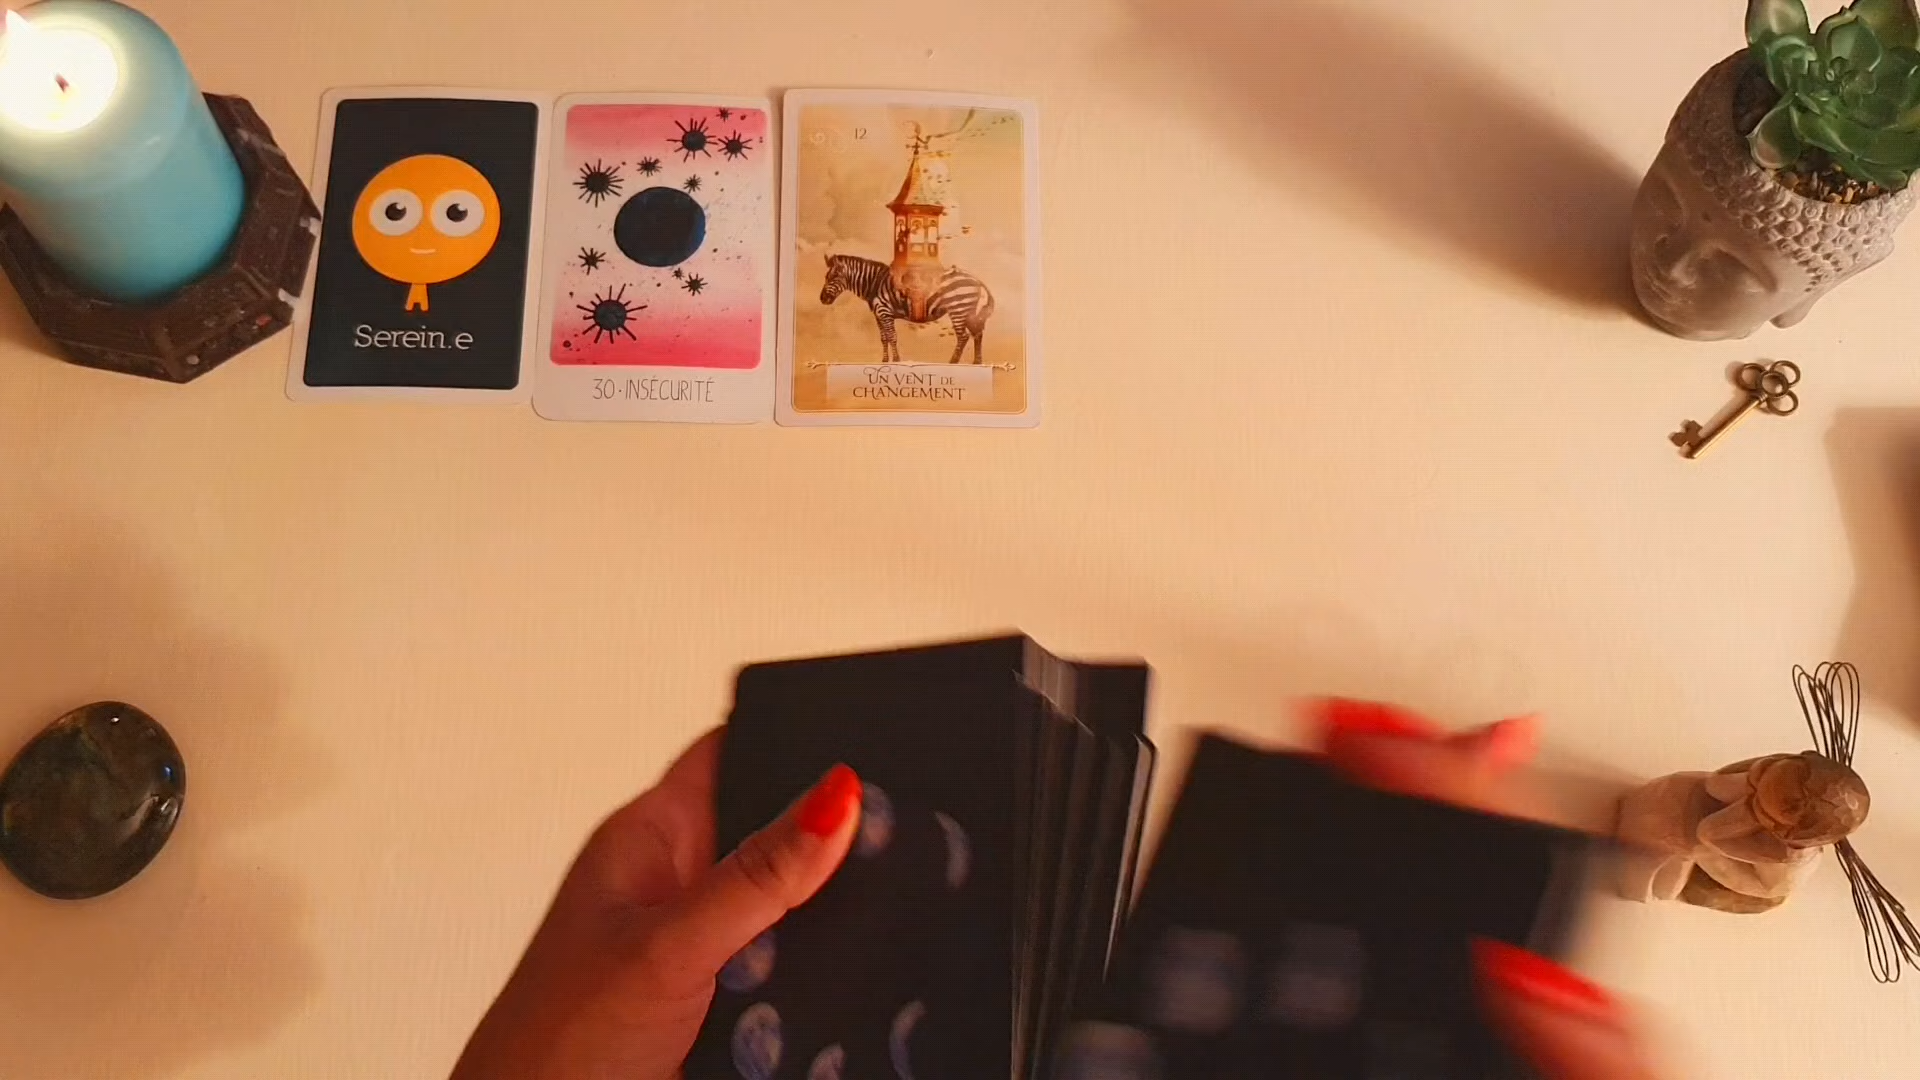 Serein.e
30·INSÉCURITÉ
12
UN VENT DE
CHANGEMENT